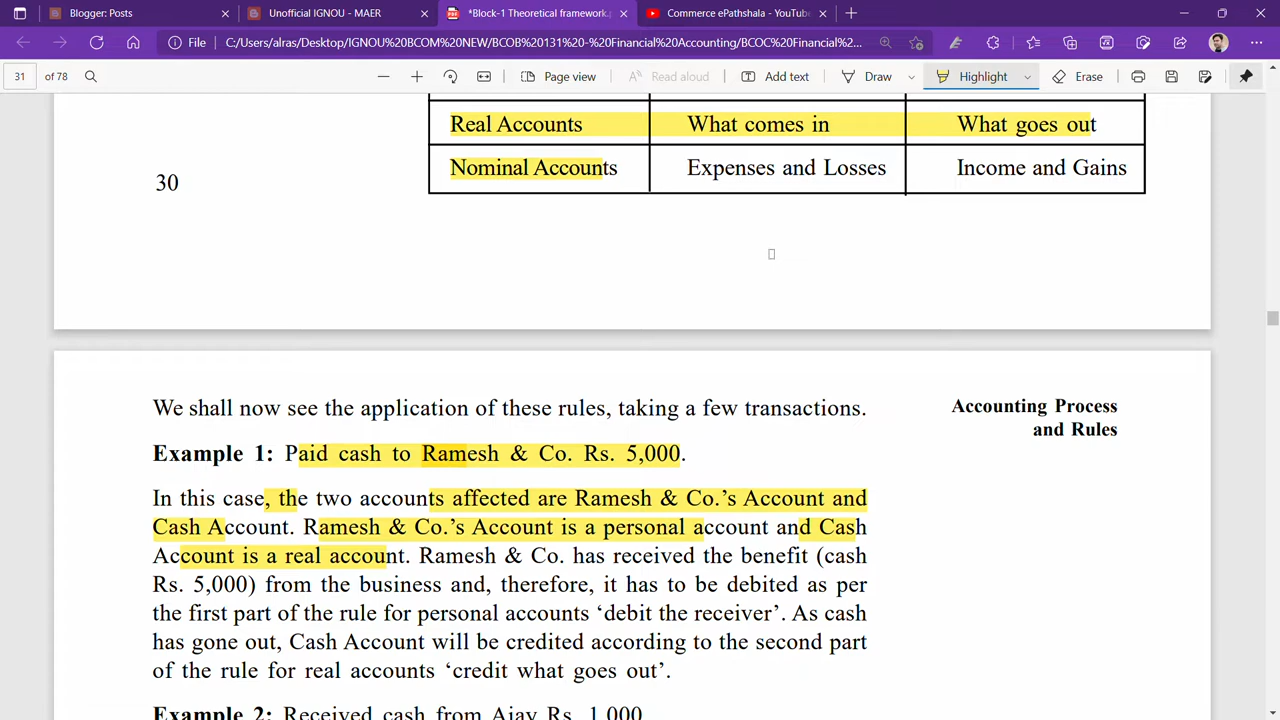 Blogger: Posts
Unofficial IGNOU - MAER
*Block-1 Theoretical framework.
Commerce ePathshala - YouTub
File
C:/Users/alras/Desktop/IGNOU%20BCOM%20NEW/BCOB%20131%20-%20Financial%20Accounting/BCOC%20Financial%2...
31
of 78
Page view
Read aloud
Add text
Draw
Highlight
Erase
Real Accounts What comes in What goes out
Nominal Accounts Expenses and Losses Income and Gains
30
We shall now see the application of these rules, taking a few transactions.
Accounting Process
and Rules
Example 1: Paid cash to Ramesh & Co. Rs. 5,000.
In this case, the two accounts affected are Ramesh & Co.'s Account and
Cash Account. Ramesh & Co.'s Account is a personal account and Cash
Account is a real account. Ramesh & Co. has received the benefit (cash
Rs. 5,000) from the business and, therefore, it has to be debited as per
the first part of the rule for personal accounts ‘debit the receiver’. As cash
has gone out, Cash Account will be credited according to the second part
of the rule for real accounts ‘credit what goes out’.
Example 2: Received cash from Ajay Rs. 1,000